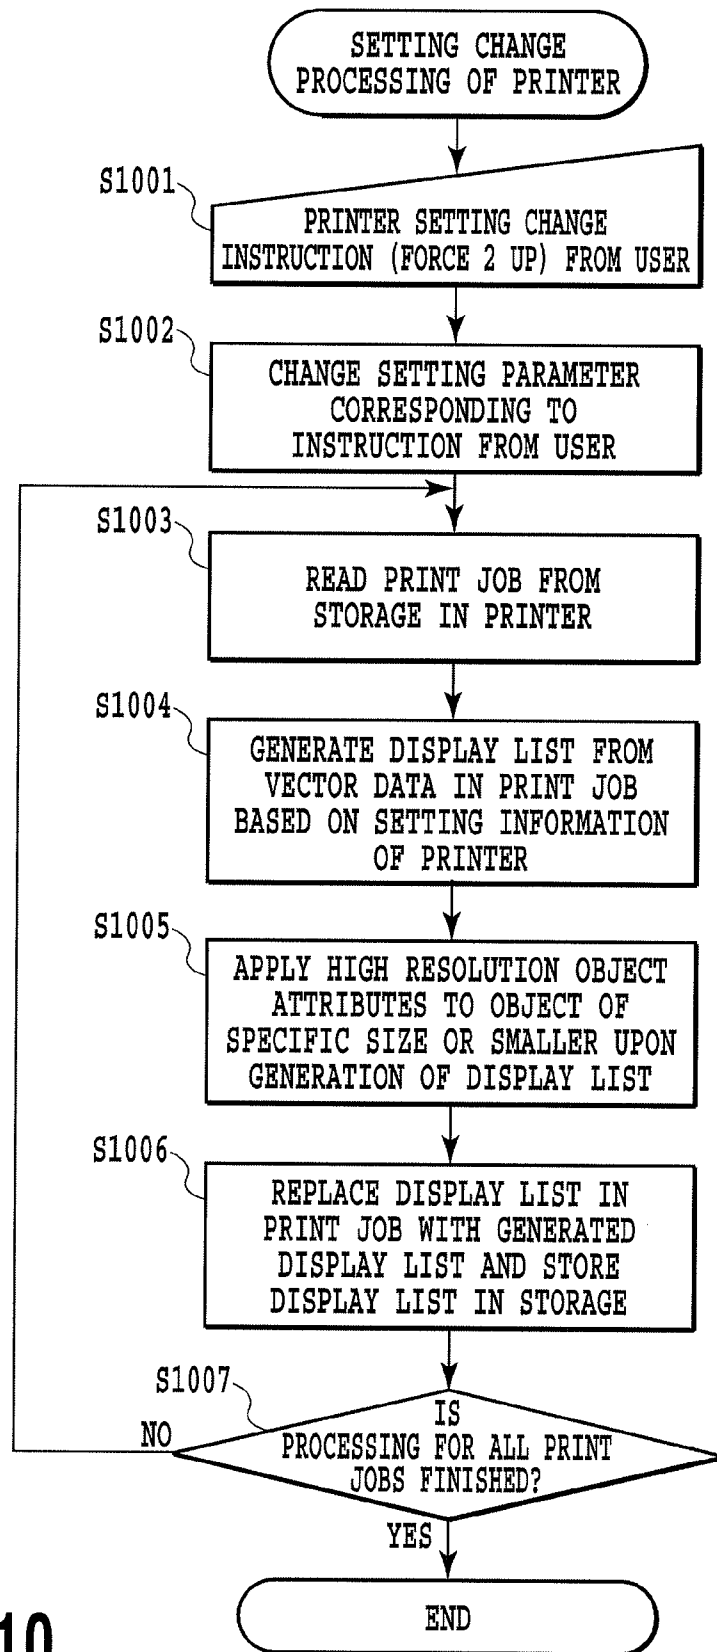 SETTING CHANGE
PROCESSING OF PRINTER
S1001
PRINTER SETTING CHANGE
INSTRUCTION (FORCE 2 UP) FROM USER
S1002
CHANGE SETTING PARAMETER
CORRESPONDING TO
INSTRUCTION FROM USER
S1003
READ PRINT JOB FROM
STORAGE IN PRINTER
S1004
GENERATE DISPLAY LIST FROM
VECTOR DATA IN PRINT JOB
BASED ON SETTING INFORMATION
OF PRINTER
S1005
APPLY HIGH RESOLUTION OBJECT
ATTRIBUTES TO OBJECT OF
SPECIFIC SIZE OR SMALLER UPON
GENERATION OF DISPLAY LIST
S1006
REPLACE DISPLAY LIST IN
PRINT JOB WITH GENERATED
DISPLAY LIST AND STORE
DISPLAY LIST IN STORAGE
S1007
IS
PROCESSING FOR ALL PRINT
JOBS FINISHED?
NO
YES
END
10